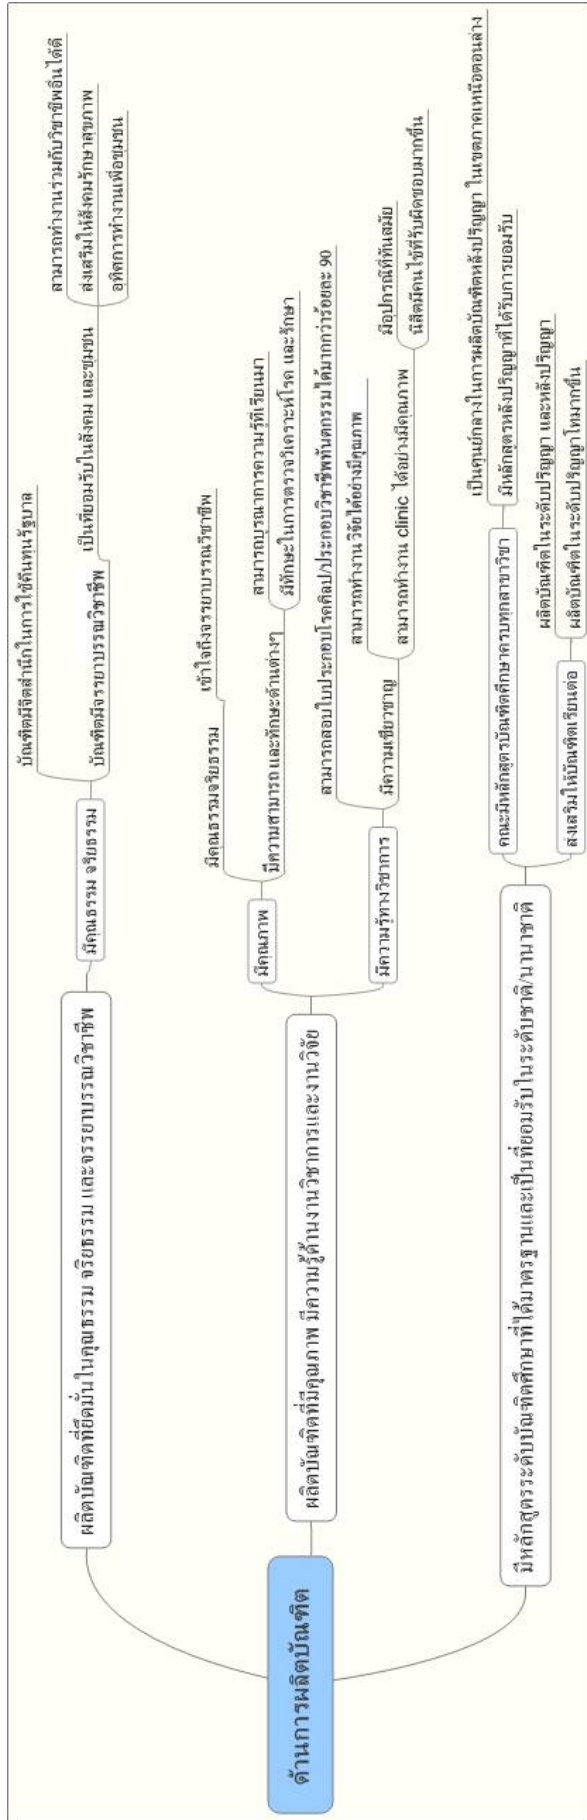 ด้านการผลิตบัณฑิต
ผลิตบัณฑิตที่ยึดมั่นในคุณธรรม จริยธรรม และจรรยาบรรณวิชาชีพ
มีคุณธรรม จริยธรรม
บัณฑิตมีจิตสำนึกในการใช้คืนทุนรัฐบาล
บัณฑิตมีจรรยาบรรณวิชาชีพ
เป็นที่ยอมรับในสังคม และชุมชน
สามารถทำงานร่วมกับวิชาชีพอื่นได้ดี
ส่งเสริมให้สังคมรักษาสุขภาพ
อุทิศการทำงานเพื่อชุมชน
ผลิตบัณฑิตที่มีคุณภาพ มีความรู้ด้านงานวิชาการและงานวิจัย
มีคุณภาพ
มีคุณธรรมจริยธรรม
เข้าใจถึงจรรยาบรรณวิชาชีพ
มีความสามารถ และทักษะด้านต่างๆ
สามารถบูรณาการความรู้ที่เรียนมา
มีทักษะในการตรวจวิเคราะห์โรค และรักษา
มีความรู้ทางวิชาการ
สามารถสอบใบประกอบโรคศิลป/ประกอบวิชาชีพทันตกรรมได้มากกว่าร้อยละ 90
มีความเชี่ยวชาญ
สามารถทำงานวิจัยได้อย่างมีคุณภาพ
สามารถทำงาน clinic ได้อย่างมีคุณภาพ
มีอุปกรณ์ที่ทันสมัย
นิสิตมีคนไข้ที่รับผิดชอบมากขึ้น
มีหลักสูตรระดับบัณฑิตศึกษาที่ได้มาตรฐานและเป็นที่ยอมรับในระดับชาติ/นานาชาติ
คณะมีหลักสูตรบัณฑิตศึกษาครบทุกสาขาวิชา
เป็นศูนย์กลางในการผลิตบัณฑิตหลังปริญญา ในเขตภาคเหนือตอนล่าง
มีหลักสูตรหลังปริญญาที่ได้รับการยอมรับ
ส่งเสริมให้บัณฑิตเรียนต่อ
ผลิตบัณฑิตในระดับปริญญา และหลังปริญญา
ผลิตบัณฑิตในระดับปริญญาโทมากขึ้น